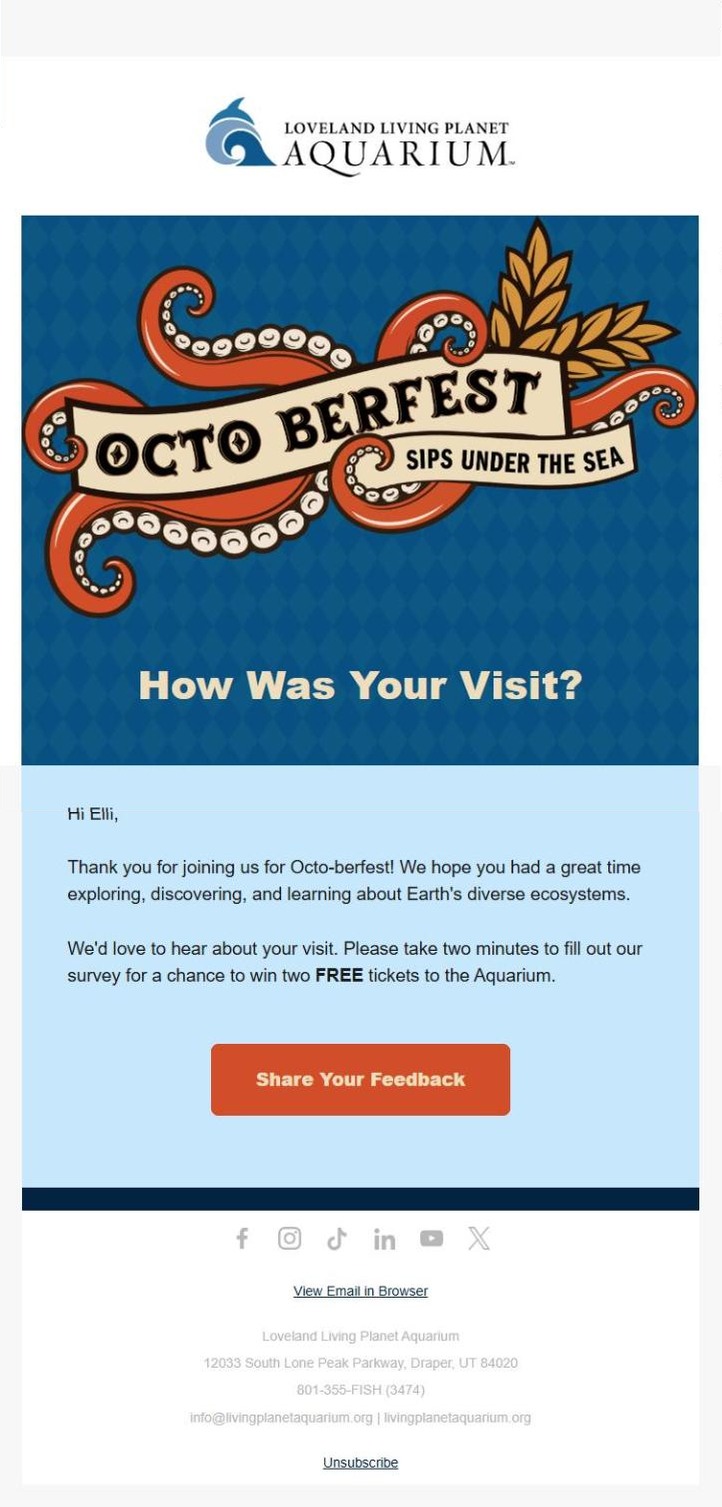 LOVELAND LIVING PLANET
AQUARIUM™
OCTO BERFEST
SIPS UNDER THE SEA
How Was Your Visit?
Hi Elli,
Thank you for joining us for Octo-berfest! We hope you had a great time
exploring, discovering, and learning about Earth's diverse ecosystems.
We'd love to hear about your visit. Please take two minutes to fill out our
survey for a chance to win two FREE tickets to the Aquarium.
Share Your Feedback
View Email in Browser
Loveland Living Planet Aquarium
12033 South Lone Peak Parkway, Draper, UT 84020
801-355-FISH (3474)
info@livingplanetaquarium.org | livingplanetaquarium.org
Unsubscribe